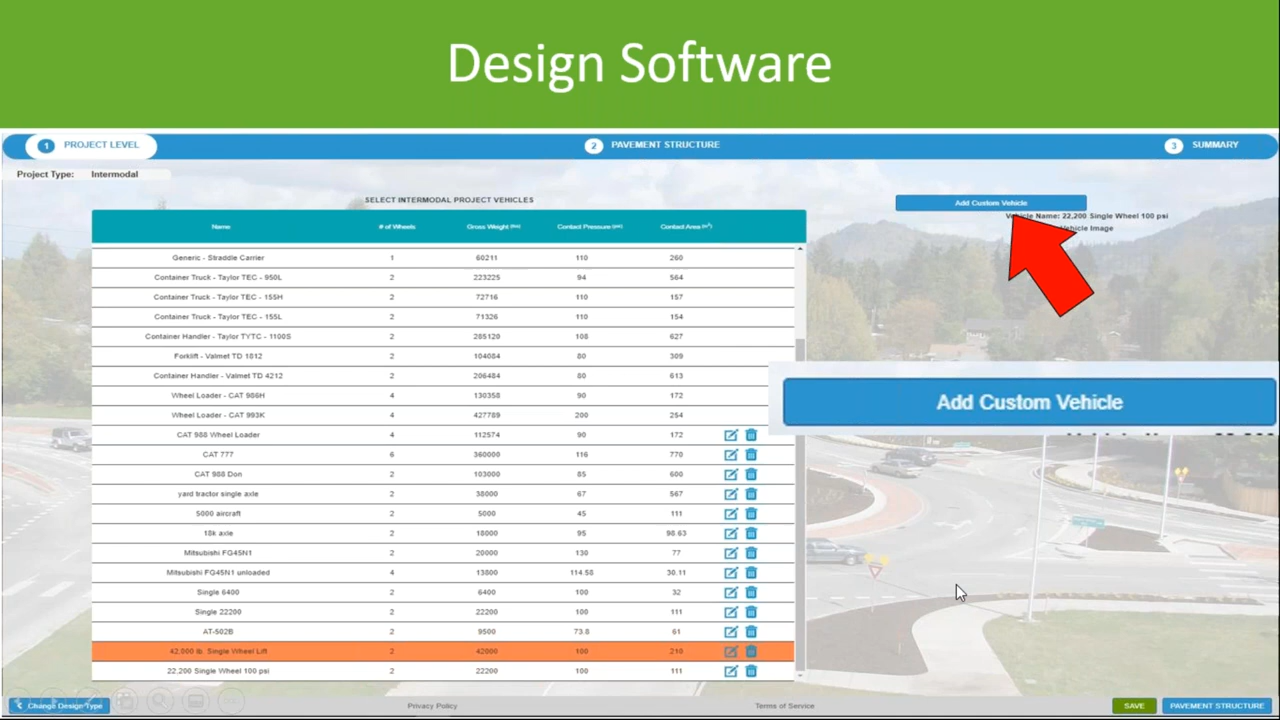 Design Software
1 PROJECT LEVEL 2 PAVEMENT STRUCTURE 3 SUMMARY
Project Type: Intermodal
SELECT INTERMODAL PROJECT VEHICLES
Add Custom Vehicle
Vehicle Name: 22,200 Single Wheel 100 psi
Vehicle Image
Name # of Wheels Gross Weight (lbs) Contact Pressure (psi) Contact Area (in²)
Generic - Straddle Carrier 1 60211 110 260
Container Truck - Taylor TEC - 950L 2 223225 94 564
Container Truck - Taylor TEC - 155H 2 72716 110 157
Container Truck - Taylor TEC - 155L 2 71326 110 154
Container Handler - Taylor TYTC - 1100S 2 285120 108 627
Forklift - Valmet TD 1812 2 104084 80 309
Container Handler - Valmet TD 4212 2 206484 80 613
Wheel Loader - CAT 986H 4 130358 90 172
Wheel Loader - CAT 993K 4 427789 200 254
Add Custom Vehicle
CAT 988 Wheel Loader 4 112574 90 172
CAT 777 6 360000 116 770
CAT 988 Don 2 103000 85 600
yard tractor single axle 2 38000 67 567
5000 aircraft 2 5000 45 111
18k axle 2 18000 95 98.63
Mitsubishi FG45N1 2 20000 130 77
Mitsubishi FG45N1 unloaded 4 13800 114.58 30.11
Single 6400 2 6400 100 32
Single 22200 2 22200 100 111
AT-502B 2 9500 73.8 61
42,000 lb Single Wheel Lift 2 42000 100 210
22,200 Single Wheel 100 psi 2 22200 100 111
Change Design Type Privacy Policy Terms of Service SAVE PAVEMENT STRUCTURE